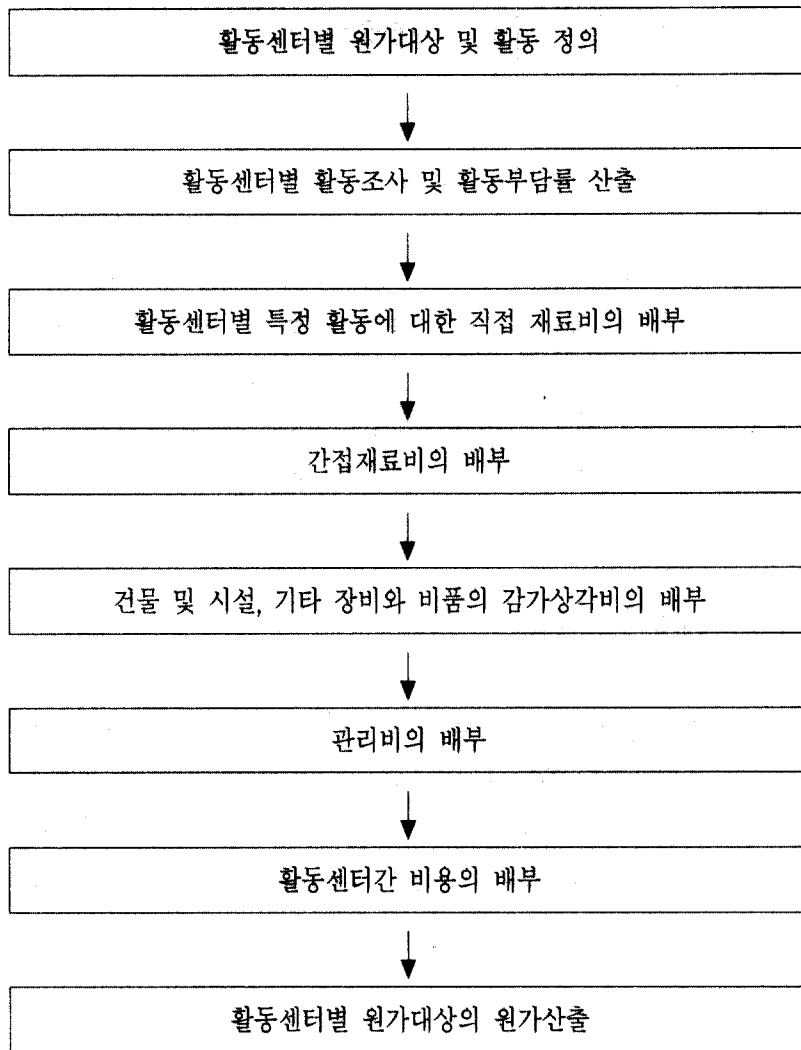 활동센터별 원가대상 및 활동 정의
활동센터별 활동조사 및 활동부담률 산출
활동센터별 특정 활동에 대한 직접 재료비의 배부
간접재료비의 배부
건물 및 시설, 기타 장비와 비품의 감가상각비의 배부
관리비의 배부
활동센터간 비용의 배부
활동센터별 원가대상의 원가산출